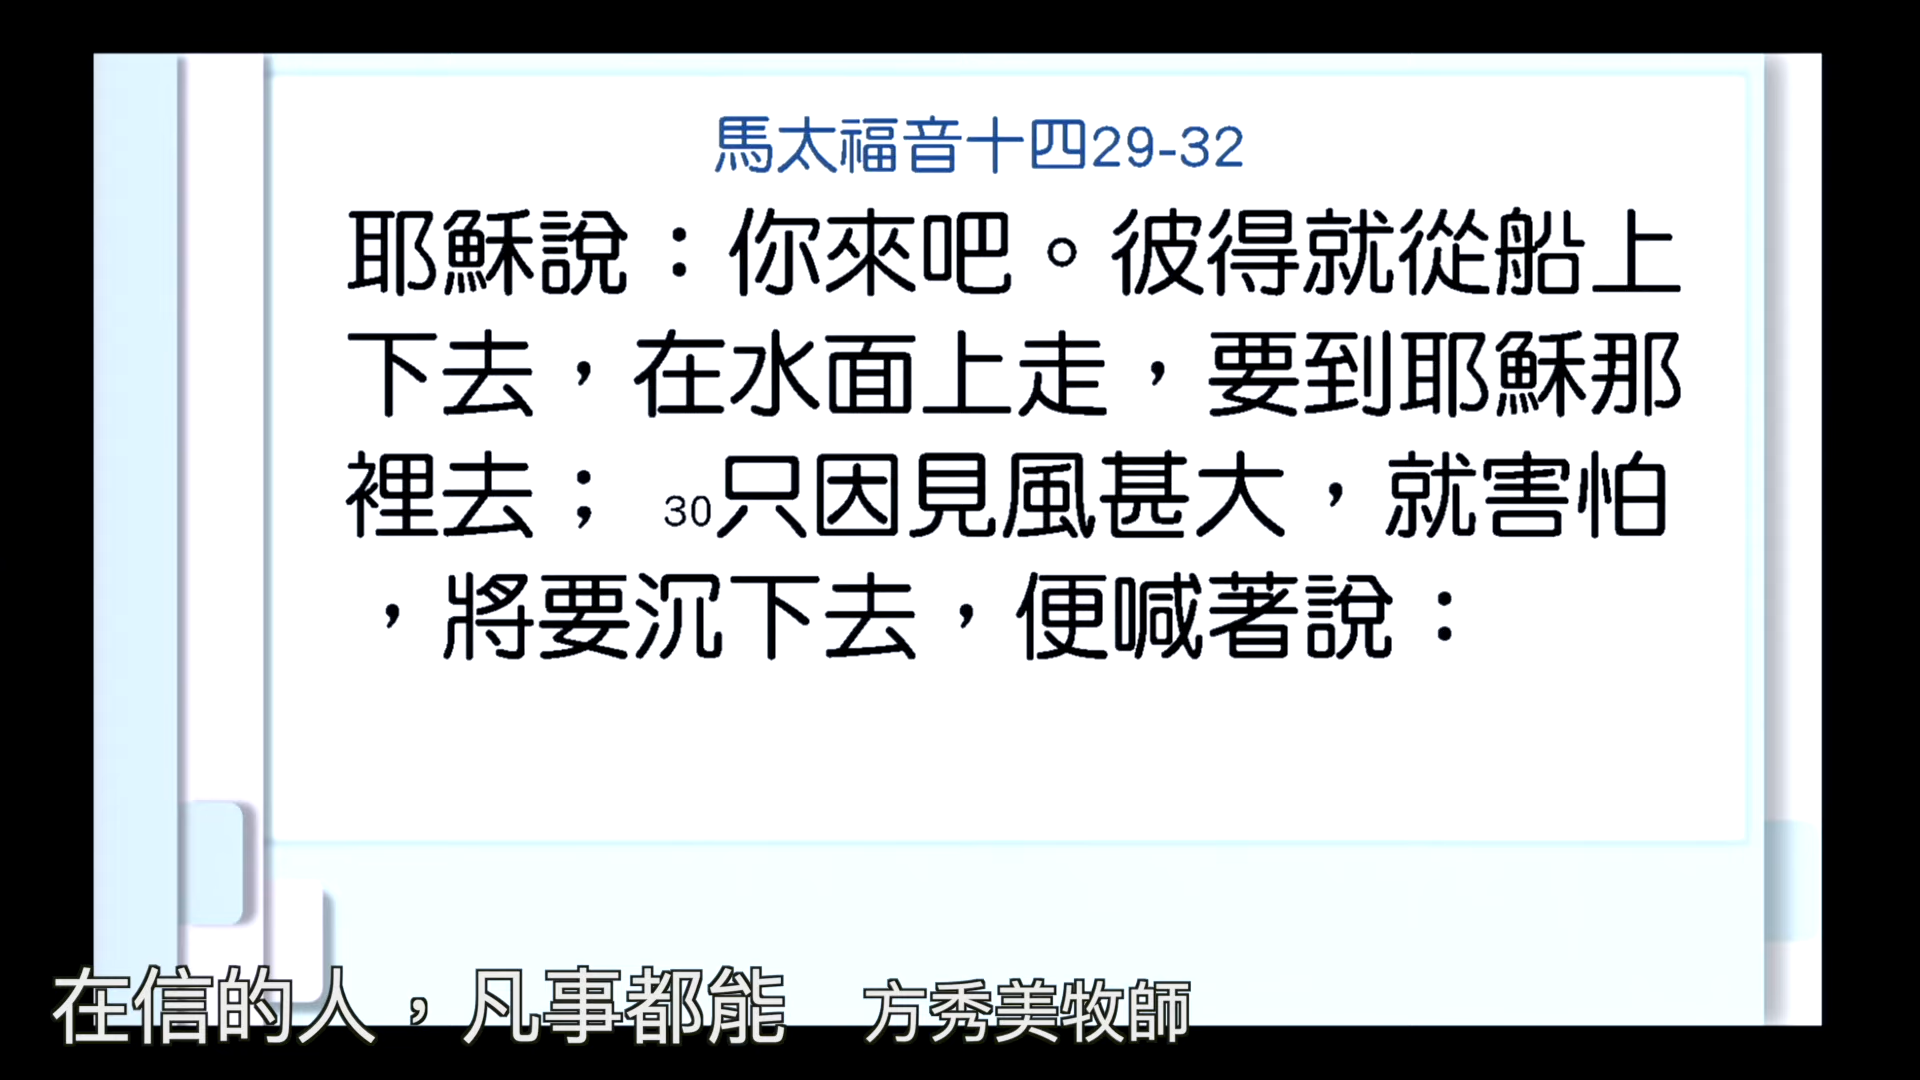 馬太福音十四29-32
耶穌說：你來吧。彼得就從船上
下去，在水面上走，要到耶穌那
裡去； 30只因見風甚大，就害怕
，將要沉下去，便喊著說：
在信的人，凡事都能 方秀美牧師